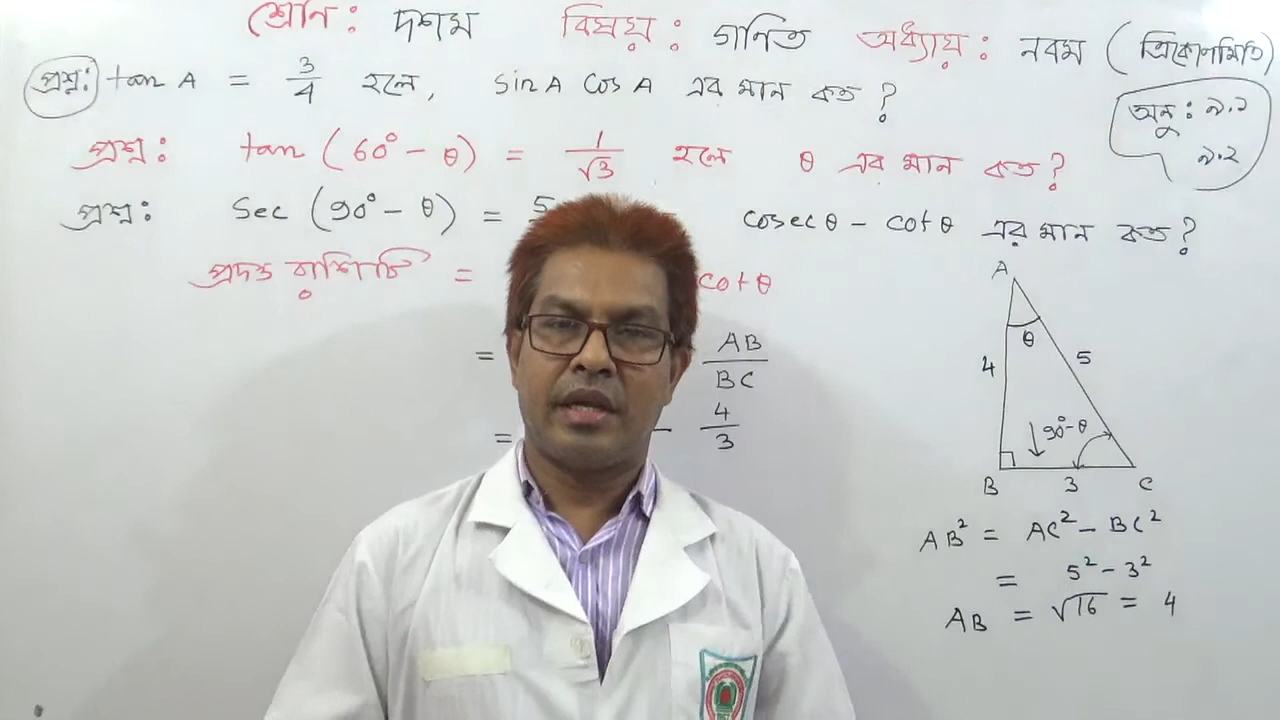 শ্রেণি: দশম বিষয়: গণিত অধ্যায়: নবম (ত্রিকোণমিতি)
প্রশ্ন: tan A = 3/4 হলে, sin A cos A এর মান কত?
অনু: ৯.১
৯.২
প্রশ্ন: tan (60° - θ) = 1/√3 হলে θ এর মান কত?
প্রশ্ন: Sec (90° - θ) = 5 cosec θ - cot θ এর মান কত?
প্রদত্ত রাশিটি = cot θ
= AB/BC
= - 4/3
A
θ
4
5
90° - θ
B 3 C
AB² = AC² - BC²
= 5² - 3²
AB = √16 = 4